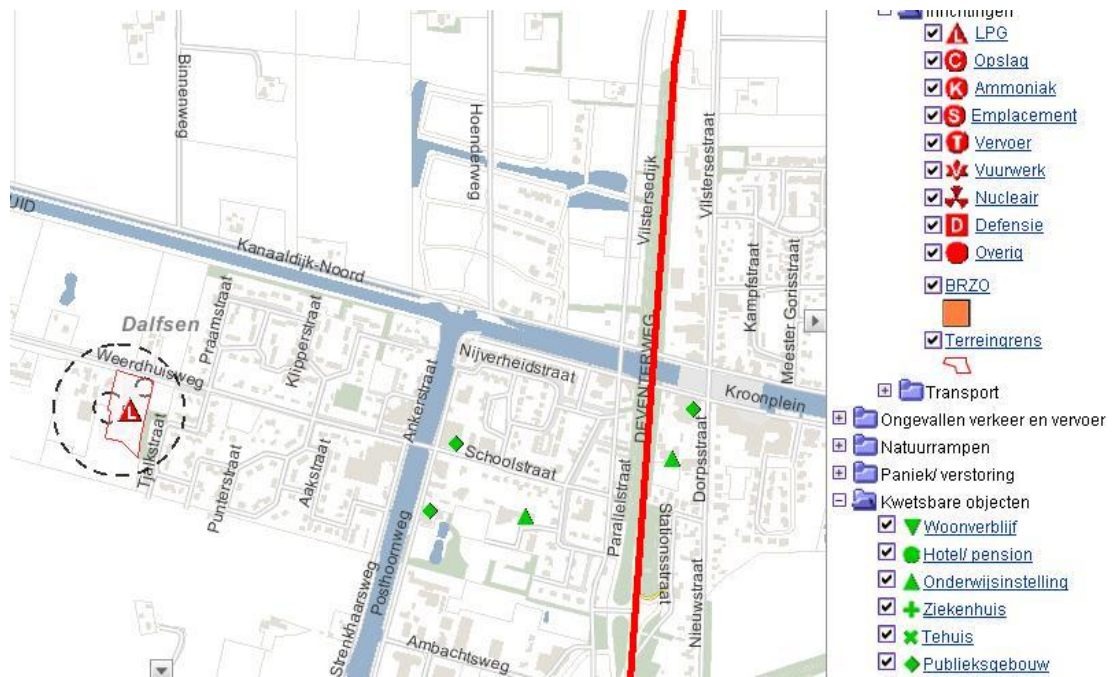 Binnenweg
Hoenderweg
Vilstersedijk
Vilstersestraat
UID
Kanaaldijk-Noord
Kampfstraat
Meester Gorisstraat
Dalfsen
Praamstraat
Klipperstraat
Weerdhuisweg
Nijverheidstraat
Ankerstraat
DEVENTERWEG
Kroonplein
L
Tjalkstraat
Punterstraat
Aakstraat
Schoolstraat
Dorpsstraat
Parallelstraat
Stationsstraat
Nieuwstraat
Posthoornweg
Strenkhaarsweg
Ambachtsweg
Inrichtingen
L LPG
C Opslag
K Ammoniak
S Emplacement
T Vervoer
Vuurwerk
Nucleair
D Defensie
Overig
BRZO
Terreingrens
Transport
Ongevallen verkeer en vervoer
Natuurrampen
Paniek/ verstoring
Kwetsbare objecten
Woonverblijf
Hotel/ pension
Onderwijsinstelling
Ziekenhuis
Tehuis
Publieksgebouw